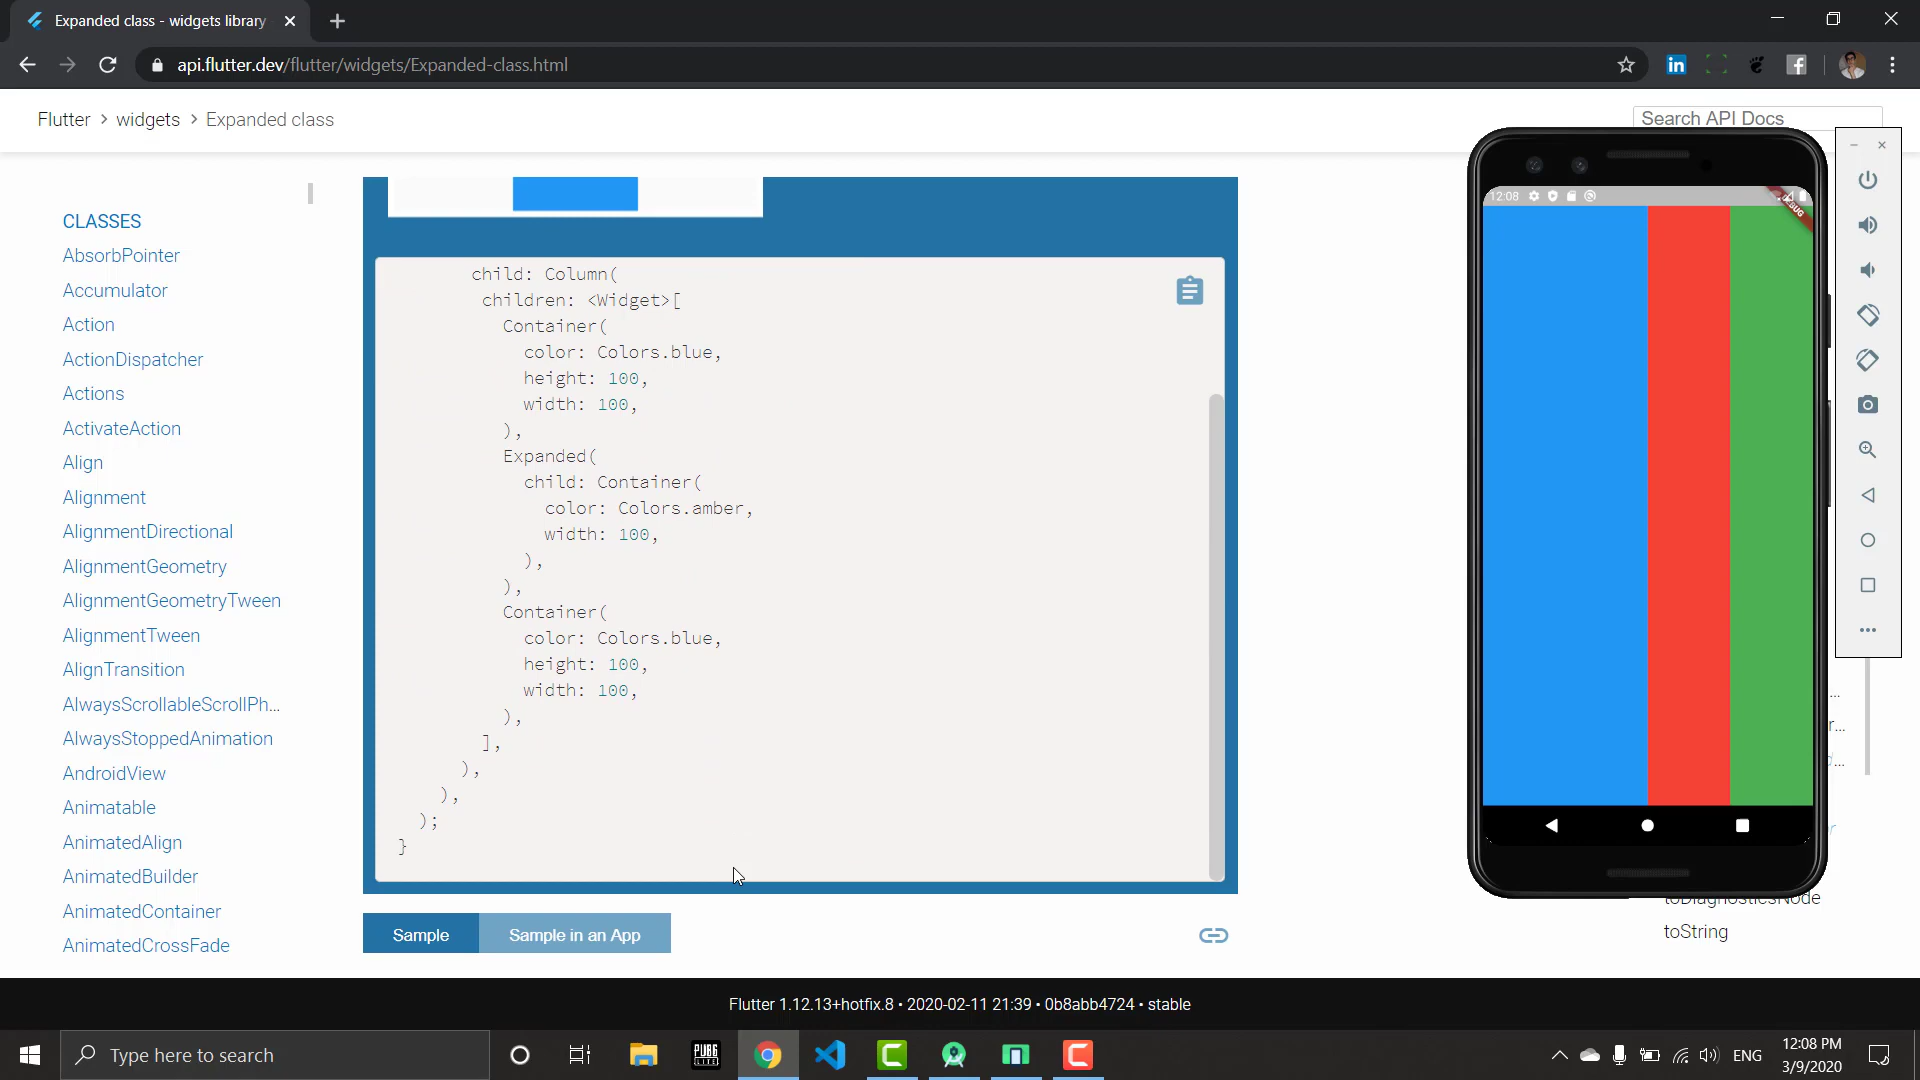 Expanded class - widgets library
api.flutter.dev/flutter/widgets/Expanded-class.html
Flutter > widgets > Expanded class
Search API Docs
CLASSES
AbsorbPointer
Accumulator
Action
ActionDispatcher
Actions
ActivateAction
Align
Alignment
AlignmentDirectional
AlignmentGeometry
AlignmentGeometryTween
AlignmentTween
AlignTransition
AlwaysScrollableScrollPh...
AlwaysStoppedAnimation
AndroidView
Animatable
AnimatedAlign
AnimatedBuilder
AnimatedContainer
AnimatedCrossFade
child: Column(
children: <Widget>[
Container(
color: Colors.blue,
height: 100,
width: 100,
),
Expanded(
child: Container(
color: Colors.amber,
width: 100,
),
),
Container(
color: Colors.blue,
height: 100,
width: 100,
),
],
),
),
);
}
Sample
Sample in an App
12:08
DEBUG
toDiagnosticsNode
toString
Flutter 1.12.13+hotfix.8 • 2020-02-11 21:39 • 0b8abb4724 • stable
Type here to search
PUBG
LITE
ENG
12:08 PM
3/9/2020